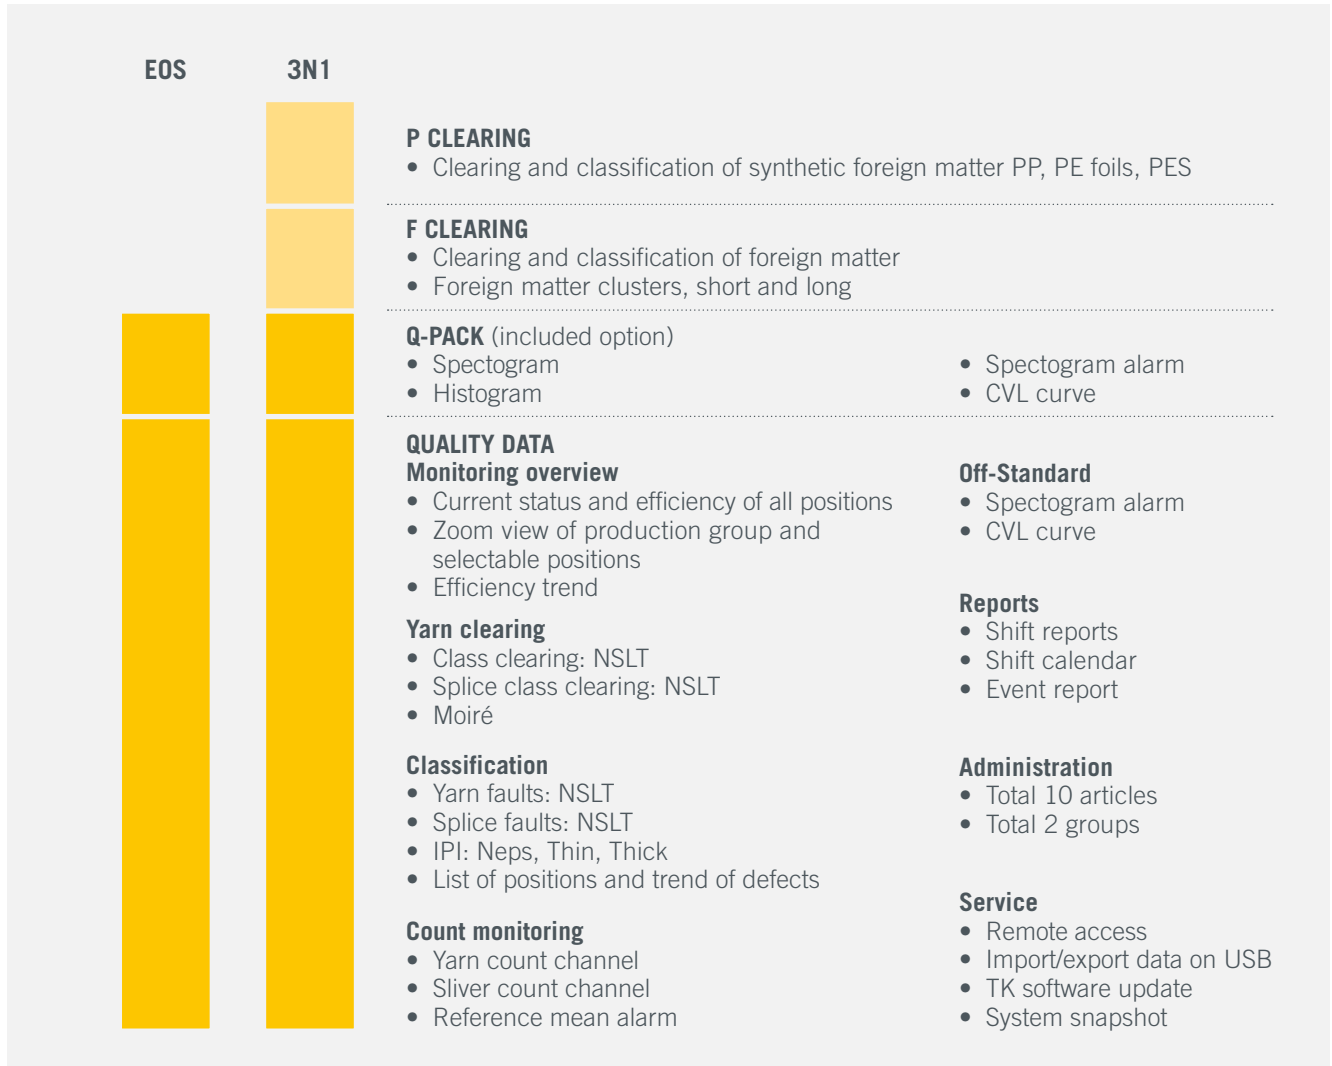 EOS
3N1
P CLEARING
• Clearing and classification of synthetic foreign matter PP, PE foils, PES
F CLEARING
• Clearing and classification of foreign matter
• Foreign matter clusters, short and long
Q-PACK (included option)
• Spectogram
• Histogram
• Spectogram alarm
• CVL curve
QUALITY DATA
Monitoring overview
• Current status and efficiency of all positions
• Zoom view of production group and
selectable positions
• Efficiency trend
Yarn clearing
• Class clearing: NSLT
• Splice class clearing: NSLT
• Moiré
Classification
• Yarn faults: NSLT
• Splice faults: NSLT
• IPI: Neps, Thin, Thick
• List of positions and trend of defects
Count monitoring
• Yarn count channel
• Sliver count channel
• Reference mean alarm
Off-Standard
• Spectogram alarm
• CVL curve
Reports
• Shift reports
• Shift calendar
• Event report
Administration
• Total 10 articles
• Total 2 groups
Service
• Remote access
• Import/export data on USB
• TK software update
• System snapshot